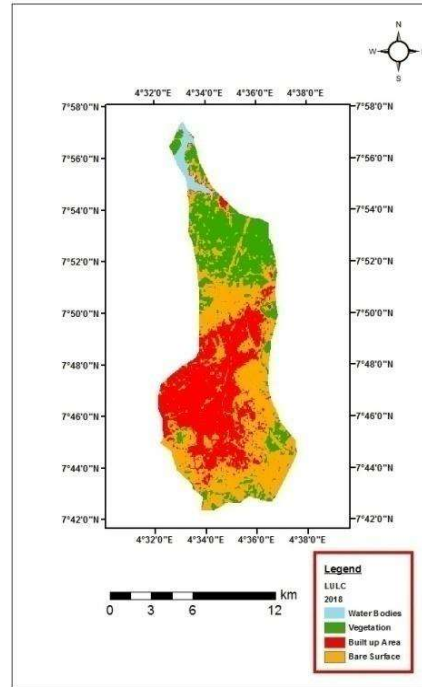 N
W
S
4°32'0"E 4°34'0"E 4°36'0"E 4°38'0"E
7°58'0"N 7°58'0"N
7°56'0"N 7°56'0"N
7°54'0"N 7°54'0"N
7°52'0"N 7°52'0"N
7°50'0"N 7°50'0"N
7°48'0"N 7°48'0"N
7°46'0"N 7°46'0"N
7°44'0"N 7°44'0"N
7°42'0"N 7°42'0"N
4°32'0"E 4°34'0"E 4°36'0"E 4°38'0"E
km
0 1 3 6 12
Legend
LULC
2018
Water Bodies
Vegetation
Built up Area
Bare Surface